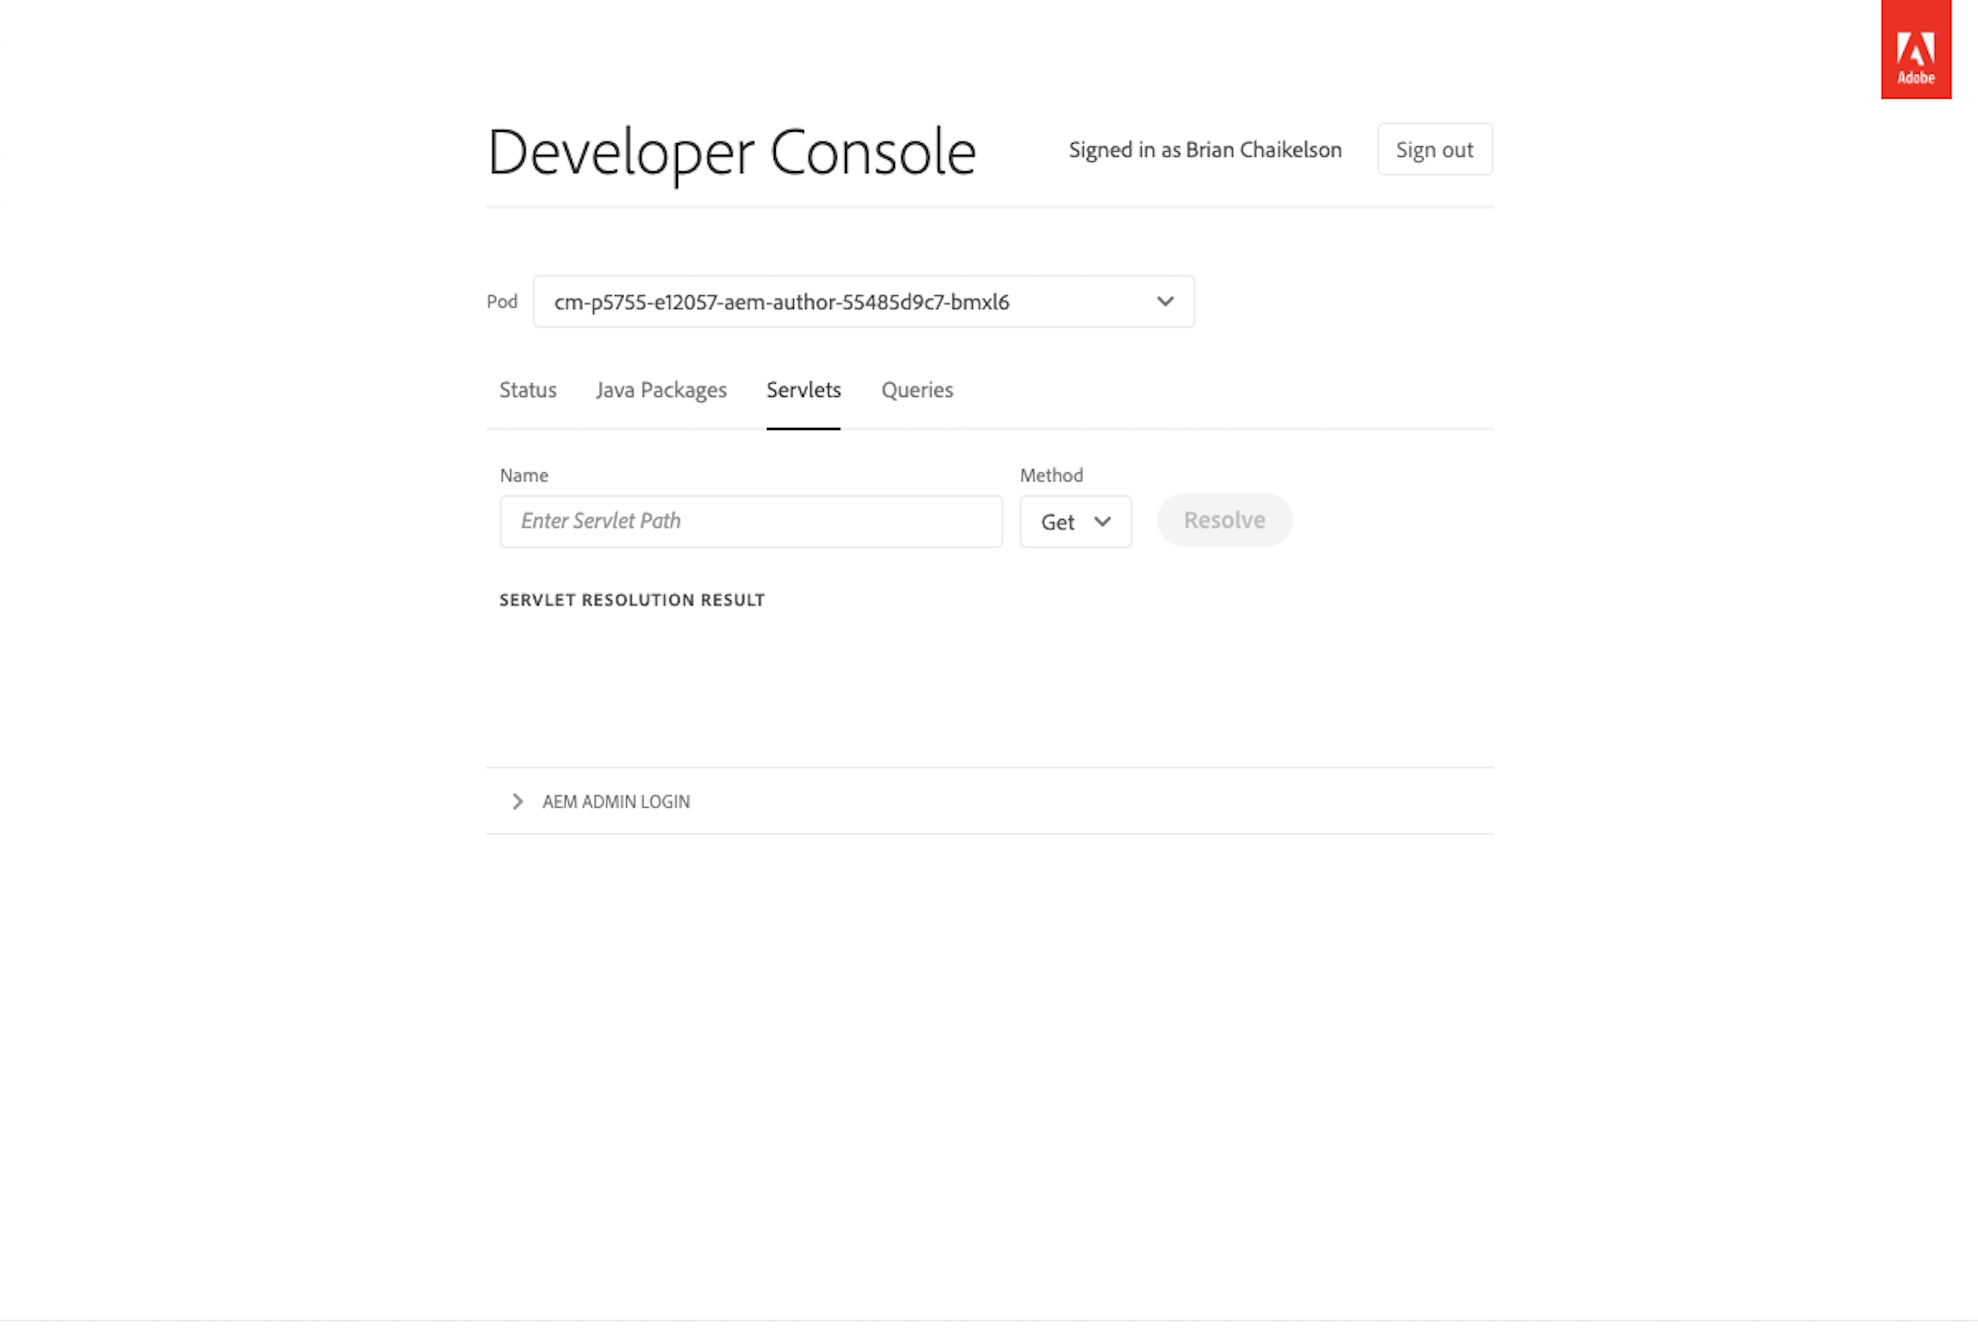 Adobe
Developer Console
Signed in as Brian Chaikelson
Sign out
Pod
cm-p5755-e12057-aem-author-55485d9c7-bmxl6
Status
Java Packages
Servlets
Queries
Name
Method
Enter Servlet Path
Get
Resolve
SERVLET RESOLUTION RESULT
AEM ADMIN LOGIN